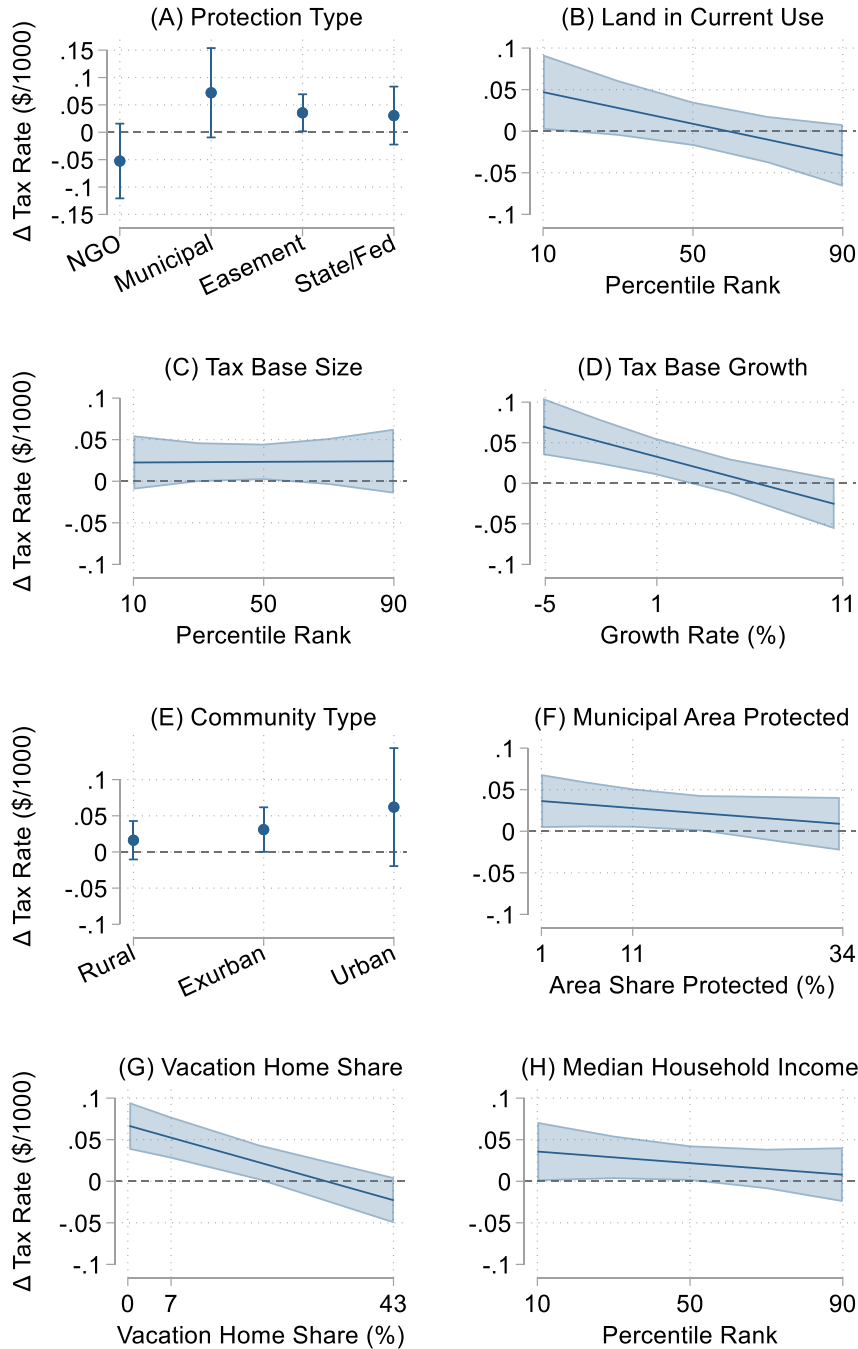 (A) Protection Type
Δ Tax Rate ($/1000)
.15
.1
.05
0
-.05
-.1
-.15
NGO
Municipal
Easement
State/Fed
(B) Land in Current Use
.1
.05
0
-.05
-.1
10
50
90
Percentile Rank
(C) Tax Base Size
Δ Tax Rate ($/1000)
.1
.05
0
-.05
-.1
10
50
90
Percentile Rank
(D) Tax Base Growth
.1
.05
0
-.05
-.1
-5
1
11
Growth Rate (%)
(E) Community Type
Δ Tax Rate ($/1000)
.1
.05
0
-.05
-.1
Rural
Exurban
Urban
(F) Municipal Area Protected
.1
.05
0
-.05
-.1
1
11
34
Area Share Protected (%)
(G) Vacation Home Share
Δ Tax Rate ($/1000)
.1
.05
0
-.05
-.1
0
7
43
Vacation Home Share (%)
(H) Median Household Income
.1
.05
0
-.05
-.1
10
50
90
Percentile Rank